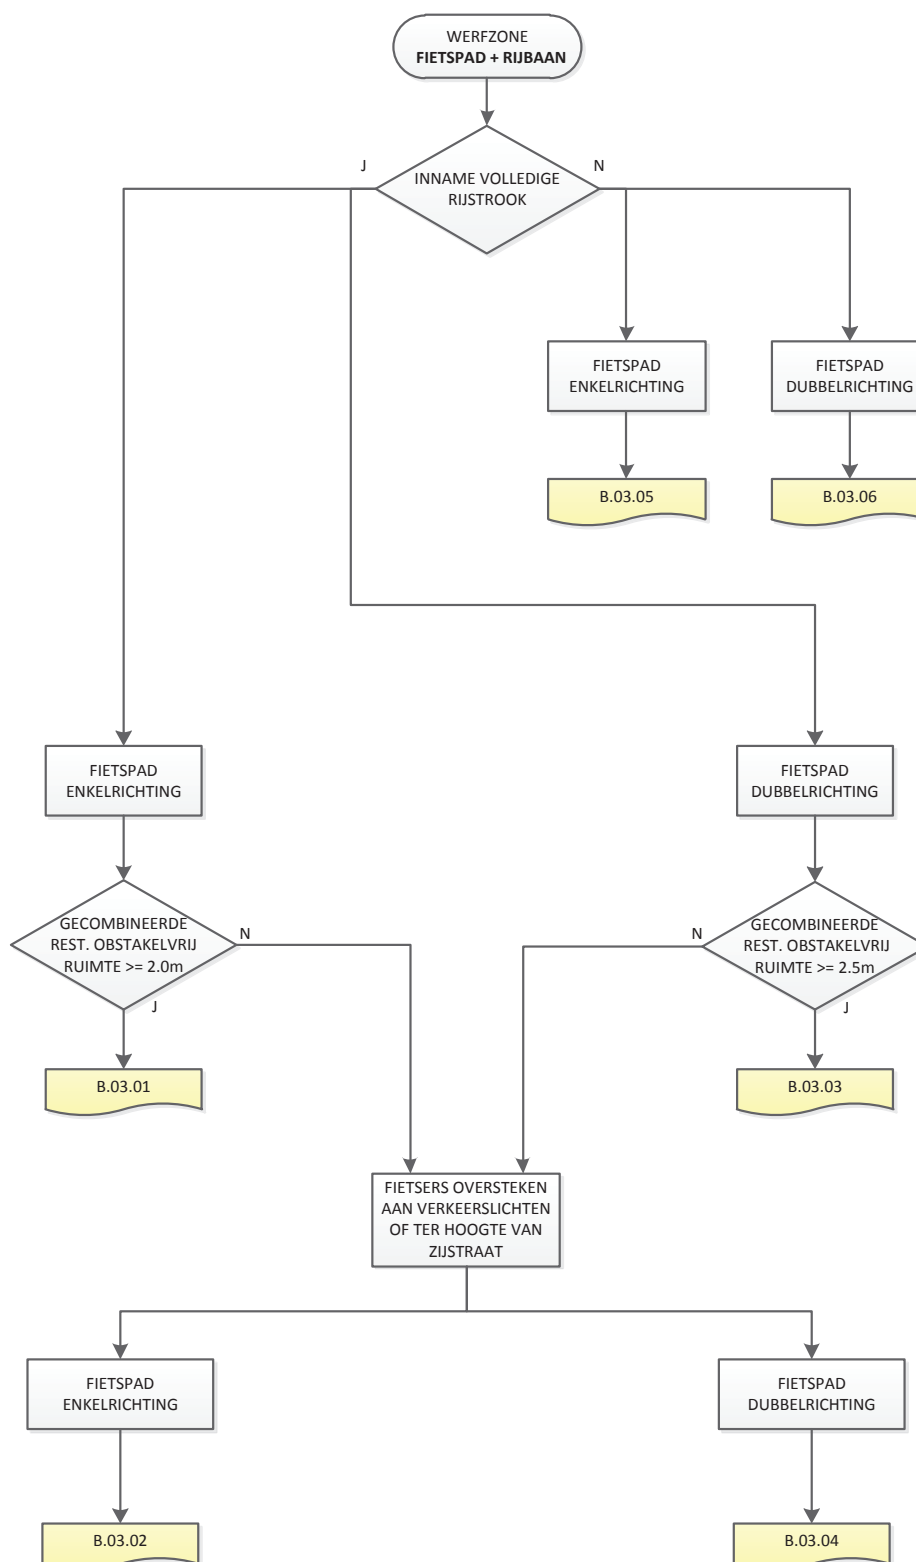 WERFZONE
FIETSPAD + RIJBAAN
J
N
INNAME VOLLEDIGE
RIJSTROOK
FIETSPAD
ENKELRICHTING
FIETSPAD
DUBBELRICHTING
B.03.05
B.03.06
FIETSPAD
ENKELRICHTING
FIETSPAD
DUBBELRICHTING
GECOMBINEERDE
REST. OBSTAKELVRIJ
RUIMTE >= 2.0m
N
J
N
GECOMBINEERDE
REST. OBSTAKELVRIJ
RUIMTE >= 2.5m
J
B.03.01
B.03.03
FIETSERS OVERSTEKEN
AAN VERKEERSLICHTEN
OF TER HOOGTE VAN
ZIJSTRAAT
FIETSPAD
ENKELRICHTING
FIETSPAD
DUBBELRICHTING
B.03.02
B.03.04